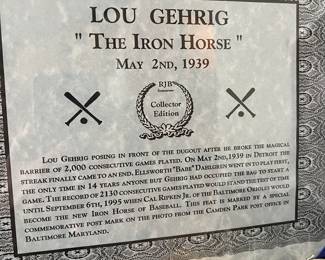 LOU GEHRIG
" THE IRON HORSE "
MAY 2ND, 1939
RJB
Collector
Edition
LOU GEHRIG POSING IN FRONT OF THE DUGOUT AFTER HE BROKE THE MAGICAL
BARRIER OF 2,000 CONSECUTIVE GAMES PLAYED. ON MAY 2ND, 1939 IN DETROIT THE
STREAK FINALLY CAME TO AN END. ELLSWORTH "BABE" DAHLGREN WENT IN TO PLAY FIRST,
THE ONLY TIME IN 14 YEARS ANYONE BUT GEHRIG HAD OCCUPIED THE BAG TO START A
GAME. THE RECORD OF 2130 CONSECUTIVE GAMES PLAYED WOULD STAND THE TEST OF TIME
UNTIL SEPTEMBER 6TH, 1995 WHEN CAL RIPKEN JR. OF THE BALTIMORE ORIOLES WOULD
BECOME THE NEW IRON HORSE OF BASEBALL. THIS FEAT IS MARKED BY A SPECIAL
COMMEMORATIVE POST MARK ON THE PHOTO FROM THE CAMDEN PARK POST OFFICE IN
BALTIMORE MARYLAND.